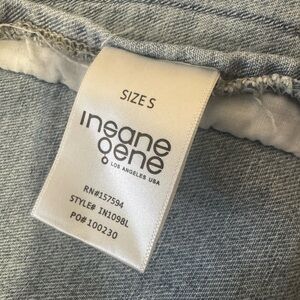 SIZE S
Insane
gene
LOS ANGELES USA
RN#157594
STYLE# IN1098L
PO# 100230